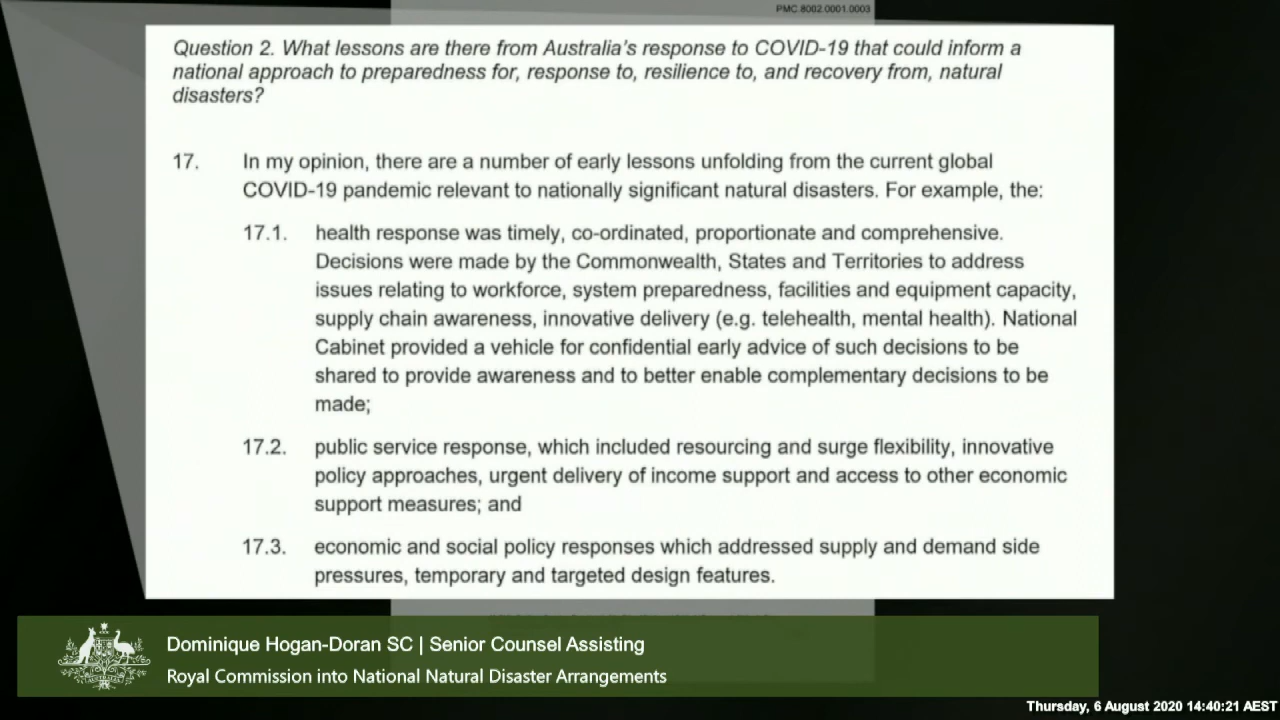 PMC.8002.0001.0003
Question 2. What lessons are there from Australia's response to COVID-19 that could inform a
national approach to preparedness for, response to, resilience to, and recovery from, natural
disasters?
17. In my opinion, there are a number of early lessons unfolding from the current global
COVID-19 pandemic relevant to nationally significant natural disasters. For example, the:
17.1. health response was timely, co-ordinated, proportionate and comprehensive.
Decisions were made by the Commonwealth, States and Territories to address
issues relating to workforce, system preparedness, facilities and equipment capacity,
supply chain awareness, innovative delivery (e.g. telehealth, mental health). National
Cabinet provided a vehicle for confidential early advice of such decisions to be
shared to provide awareness and to better enable complementary decisions to be
made;
17.2. public service response, which included resourcing and surge flexibility, innovative
policy approaches, urgent delivery of income support and access to other economic
support measures; and
17.3. economic and social policy responses which addressed supply and demand side
pressures, temporary and targeted design features.
Dominique Hogan-Doran SC | Senior Counsel Assisting
Royal Commission into National Natural Disaster Arrangements
Thursday, 6 August 2020 14:40:21 AEST